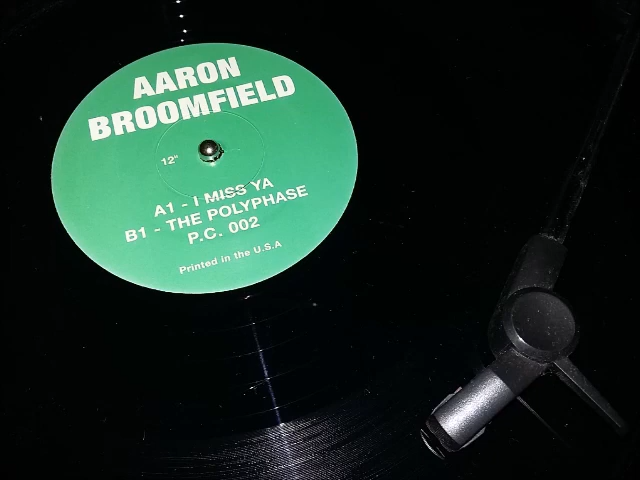 AARON
BROOMFIELD
12"
A1 - I MISS YA
B1 - THE POLYPHASE
P.C. 002
Printed in the U.S.A